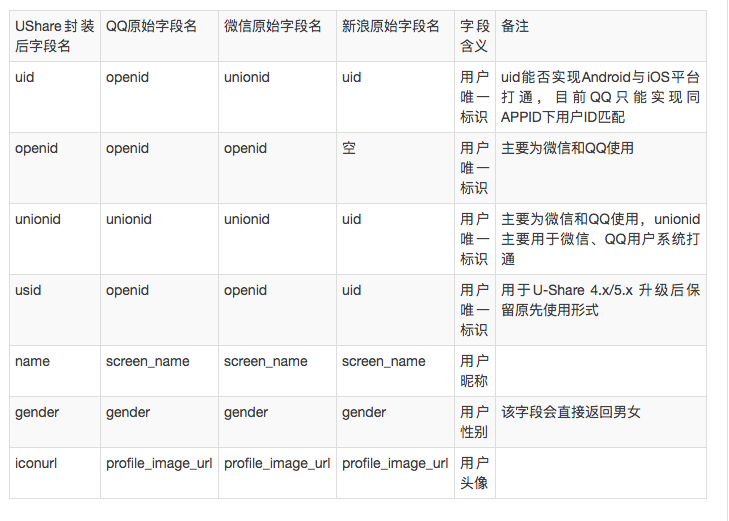 UShare封装后字段名 QQ原始字段名 微信原始字段名 新浪原始字段名 字段含义 备注
uid openid unionid uid 用户唯一标识 uid能否实现Android与iOS平台打通，目前QQ只能实现同APPID下用户ID匹配
openid openid openid 空 用户唯一标识 主要为微信和QQ使用
unionid unionid unionid uid 用户唯一标识 主要为微信和QQ使用，unionid主要用于微信、QQ用户系统打通
usid openid openid uid 用户唯一标识 用于U-Share 4.x/5.x 升级后保留原先使用形式
name screen_name screen_name screen_name 用户昵称
gender gender gender gender 用户性别 该字段会直接返回男女
iconurl profile_image_url profile_image_url profile_image_url 用户头像